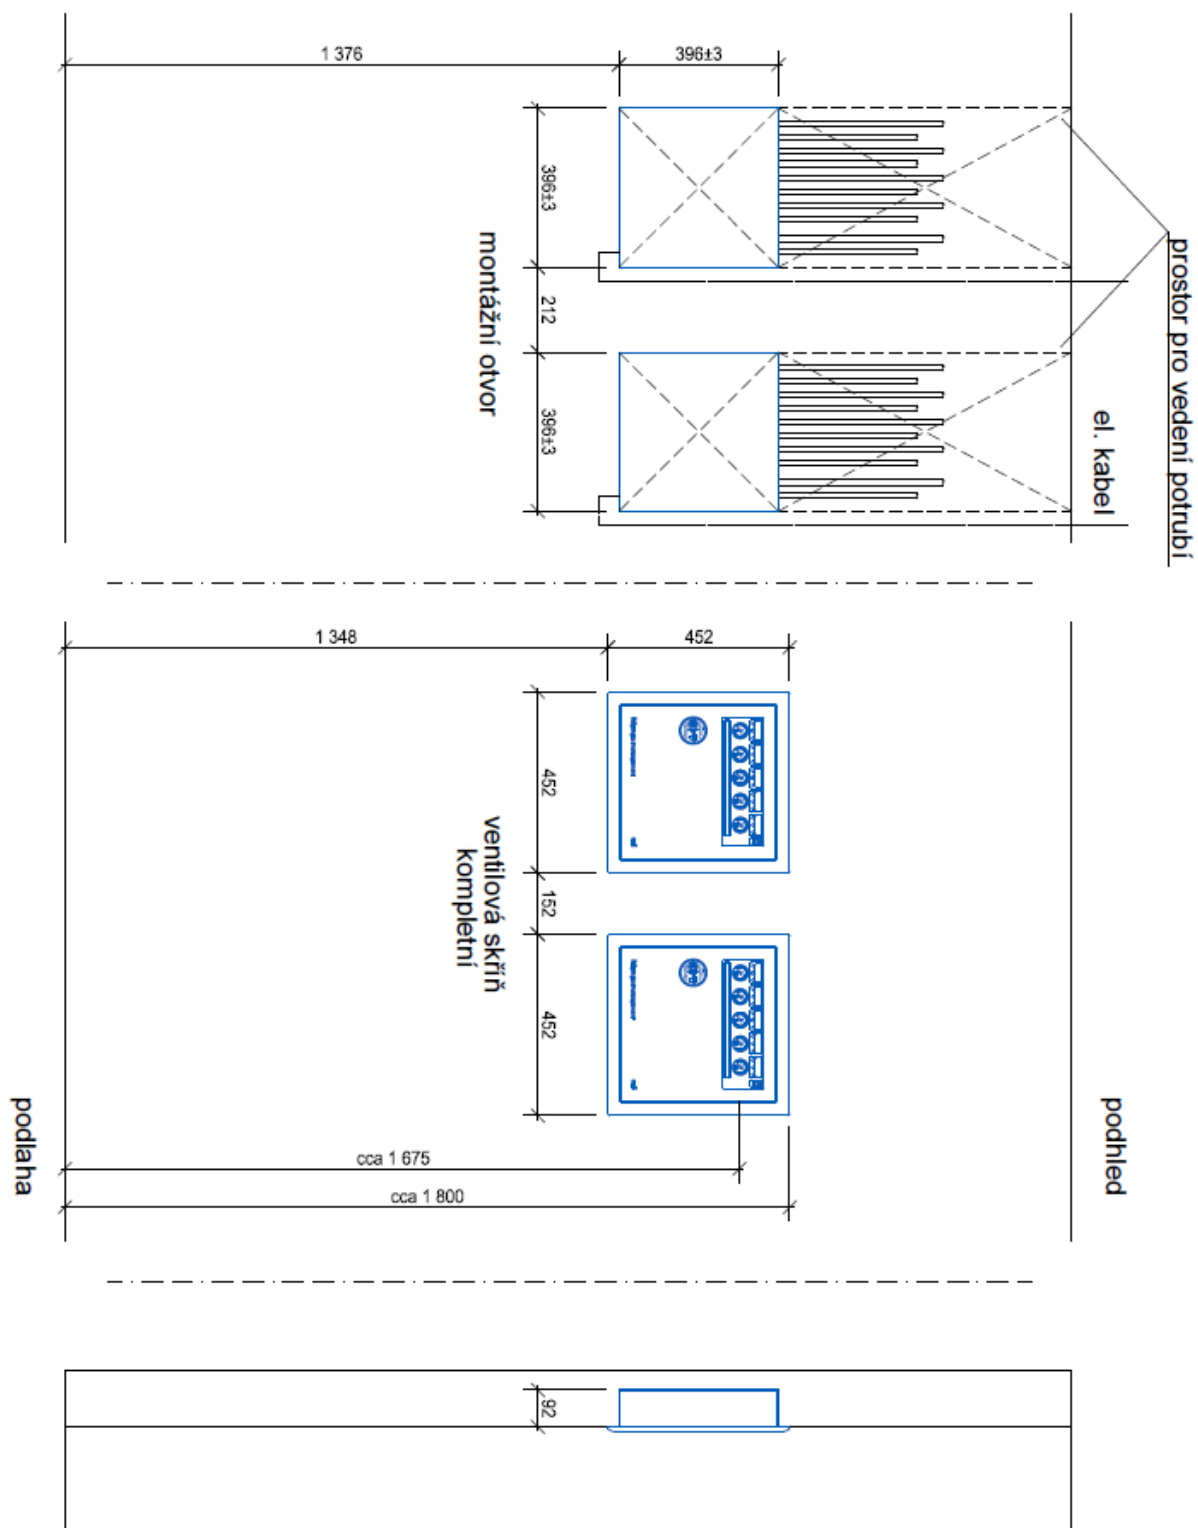 1 376
396±3
396±3
212
396±3
montážní otvor
prostor pro vedení potrubí
el. kabel
1 348
452
452
152
452
ventilová skříň
kompletní
cca 1 675
cca 1 800
podlaha
podhled
92